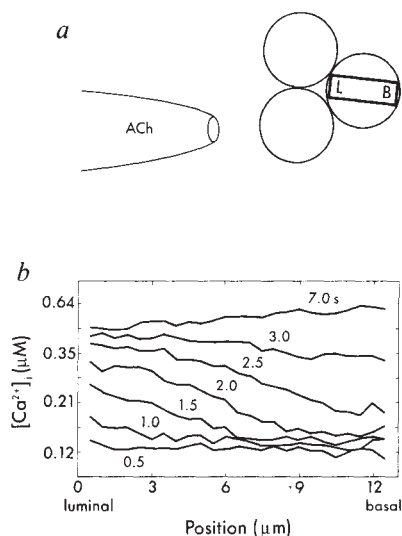 a
ACh
L B
b
7.0 s
0.64
3.0
0.35
2.5
2.0
[Ca²⁺]ᵢ (μM)
0.21
1.5
1.0
0.12
0.5
0 3 6 9 12
luminal basal
Position (μm)